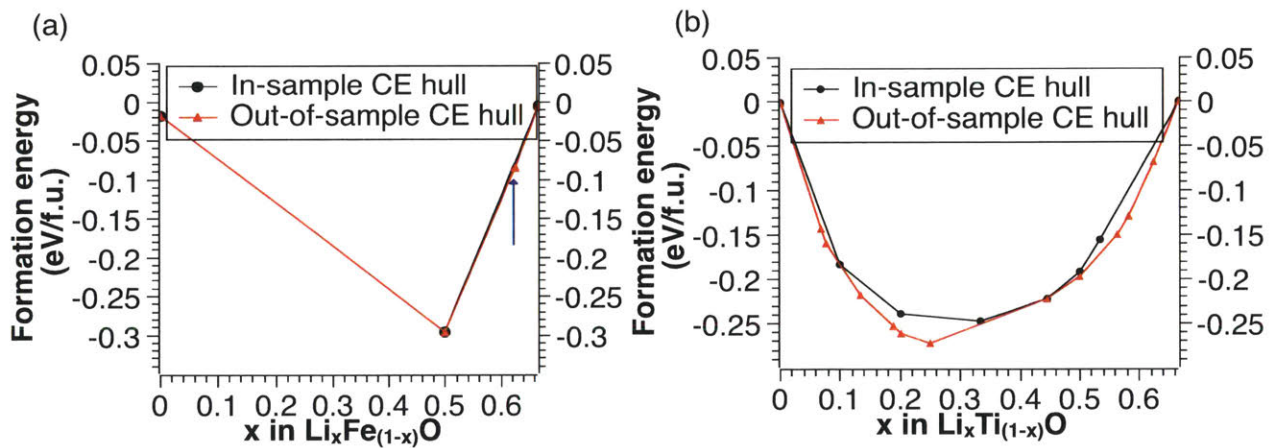 (a)
0.05
0
-0.05
-0.1
-0.15
-0.2
-0.25
-0.3
Formation energy
(eV/f.u.)
In-sample CE hull
Out-of-sample CE hull
0.05
0
-0.05
-0.1
-0.15
-0.2
-0.25
-0.3
0 0.1 0.2 0.3 0.4 0.5 0.6
x in LiₓFe₍₁₋ₓ₎O
(b)
0.05
0
-0.05
-0.1
-0.15
-0.2
-0.25
Formation energy
(eV/f.u.)
In-sample CE hull
Out-of-sample CE hull
0.05
0
-0.05
-0.1
-0.15
-0.2
-0.25
0 0.1 0.2 0.3 0.4 0.5 0.6
x in LiₓTi₍₁₋ₓ₎O